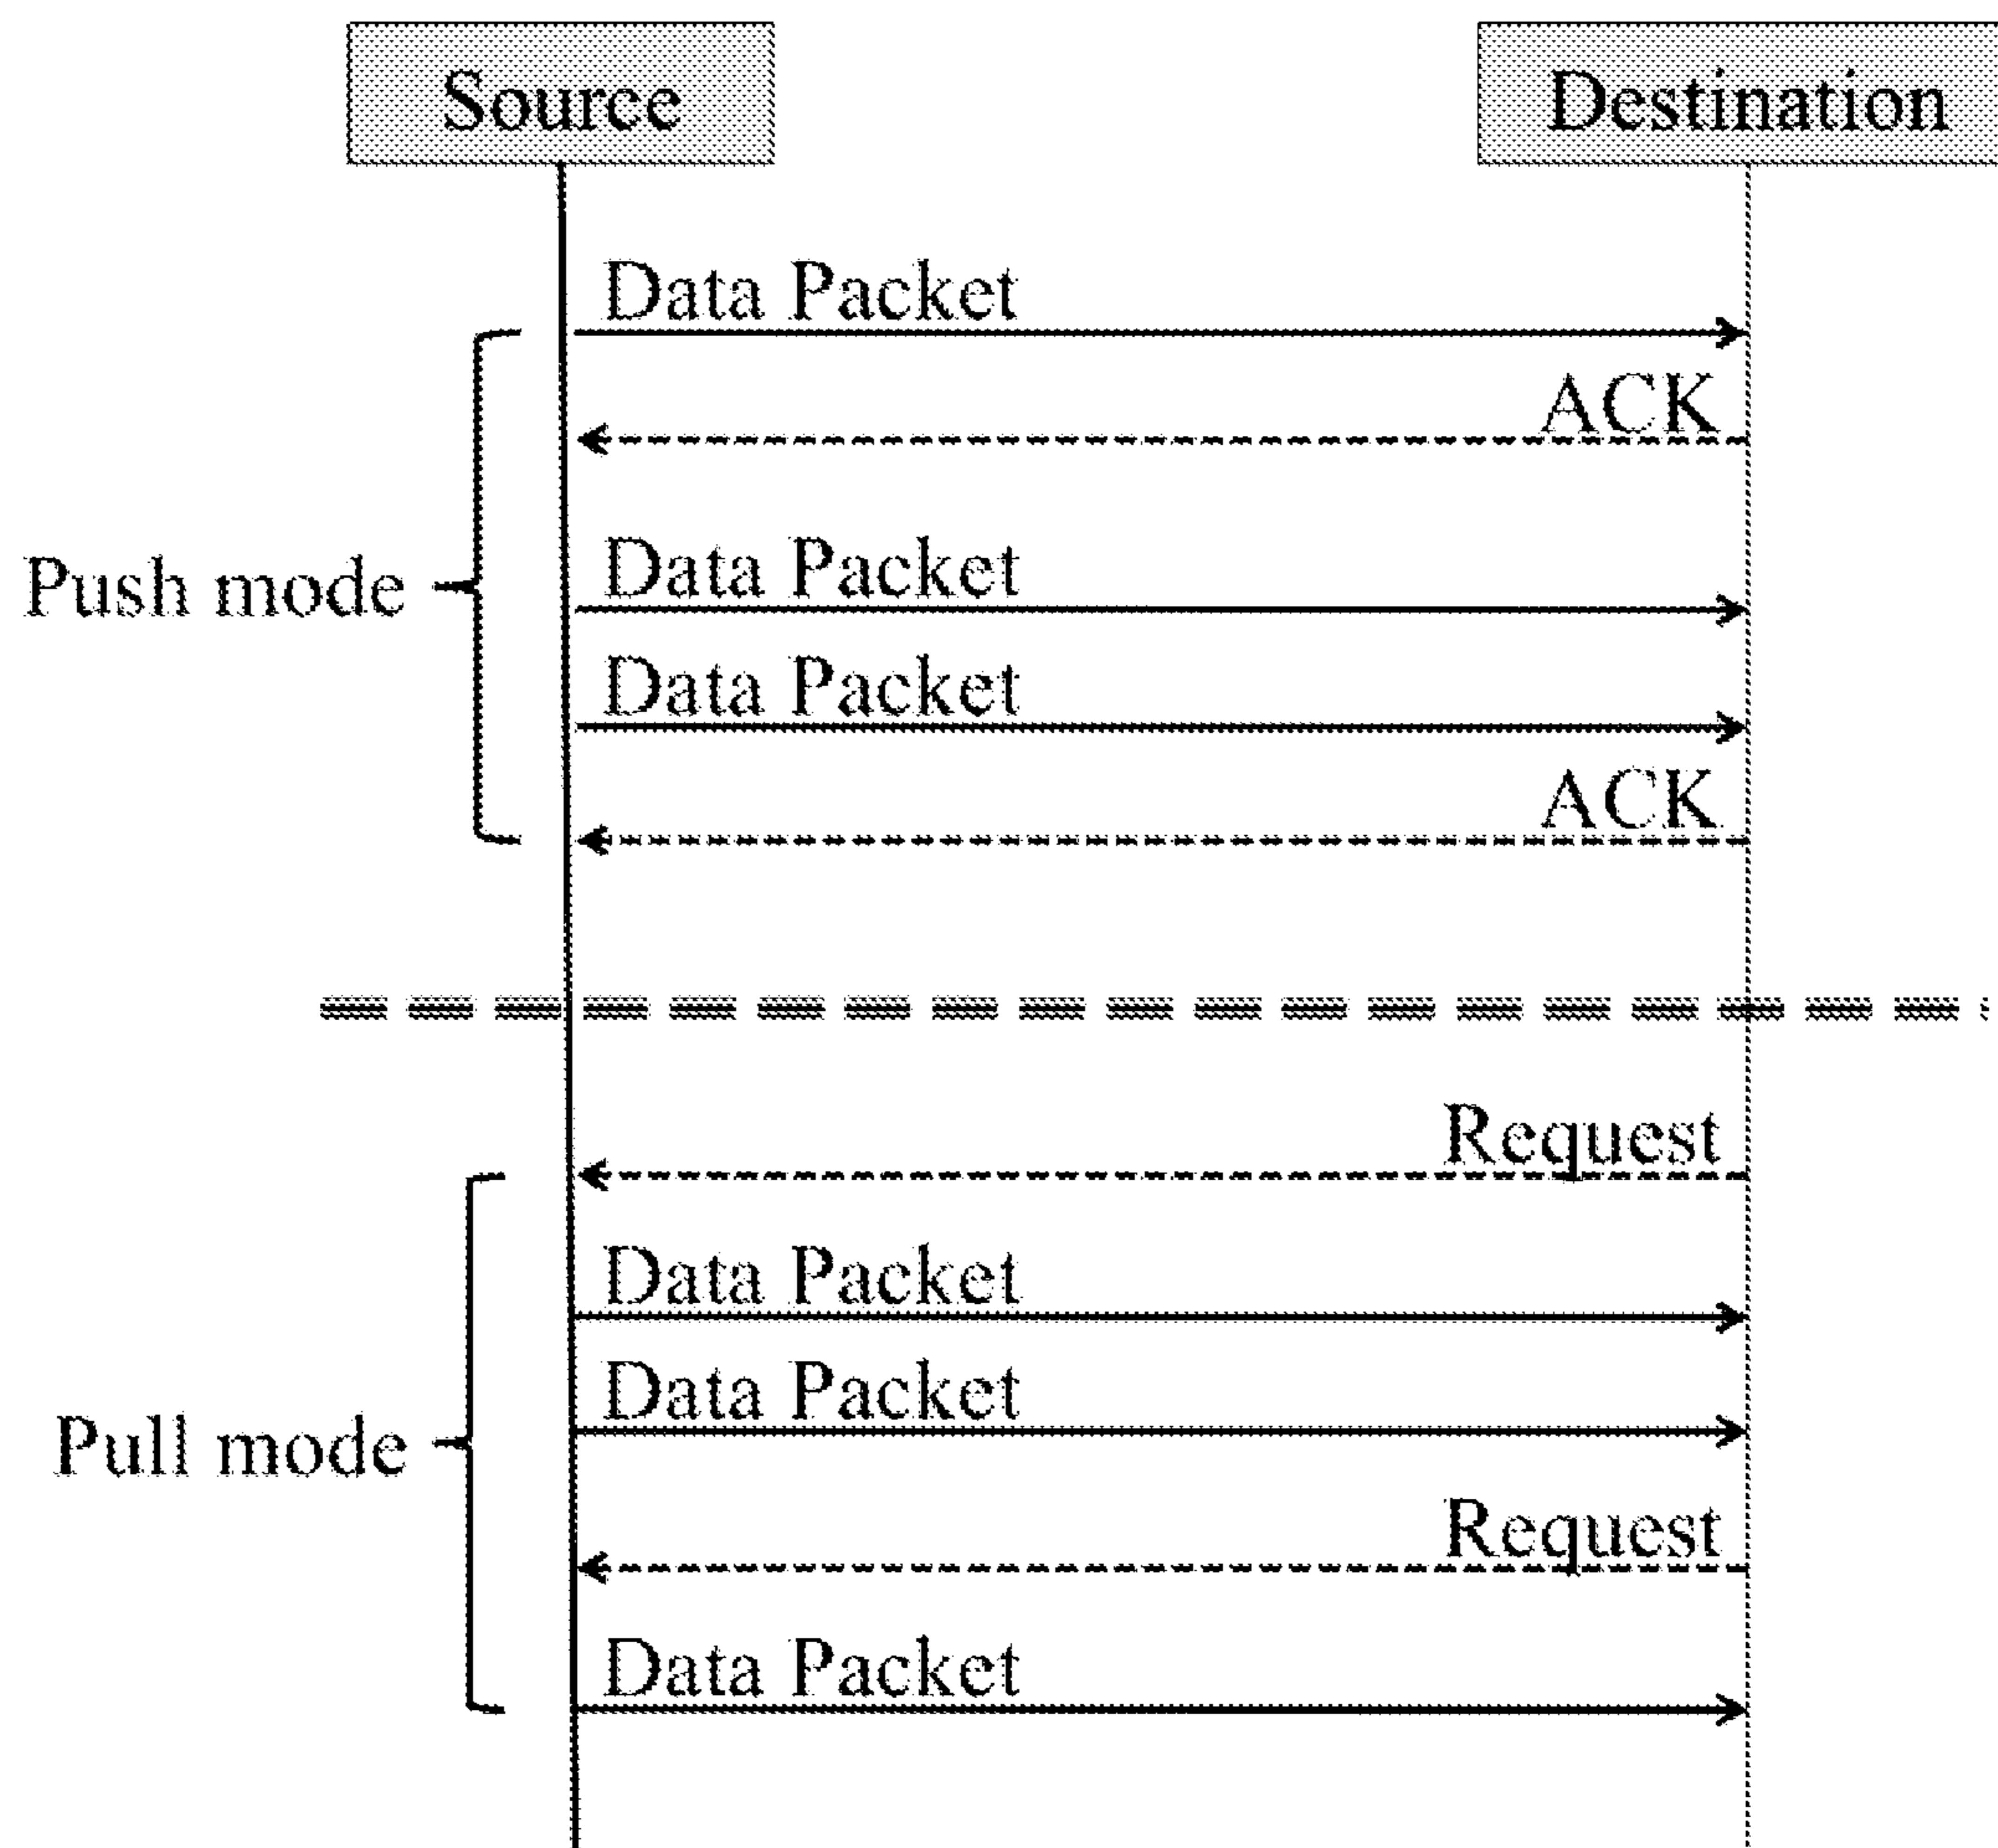 Source
Destination
Data Packet
ACK
Push mode
Data Packet
Data Packet
ACK
Request
Data Packet
Data Packet
Pull mode
Request
Data Packet